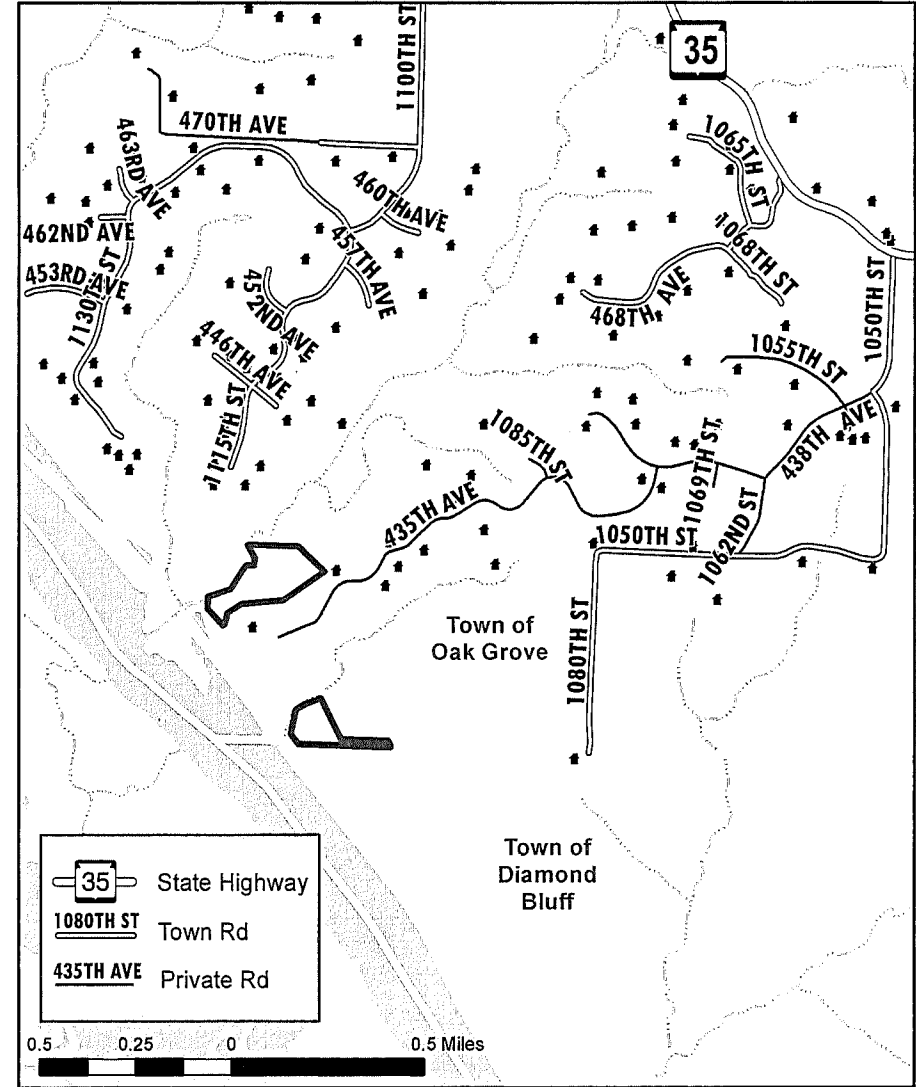 1100TH ST
35
470TH AVE
463RD AVE
1065TH ST
460TH AVE
462ND AVE
457TH AVE
1068TH ST
453RD AVE
1130TH ST
452ND AVE
468TH AVE
1050TH ST
446TH AVE
1055TH ST
1115TH ST
1085TH ST
438TH AVE
1069TH ST
435TH AVE
1050TH ST
1062ND ST
1080TH ST
Town of
Oak Grove
Town of
Diamond
Bluff
35 State Highway
1080TH ST Town Rd
435TH AVE Private Rd
0.5 0.25 0 0.5 Miles